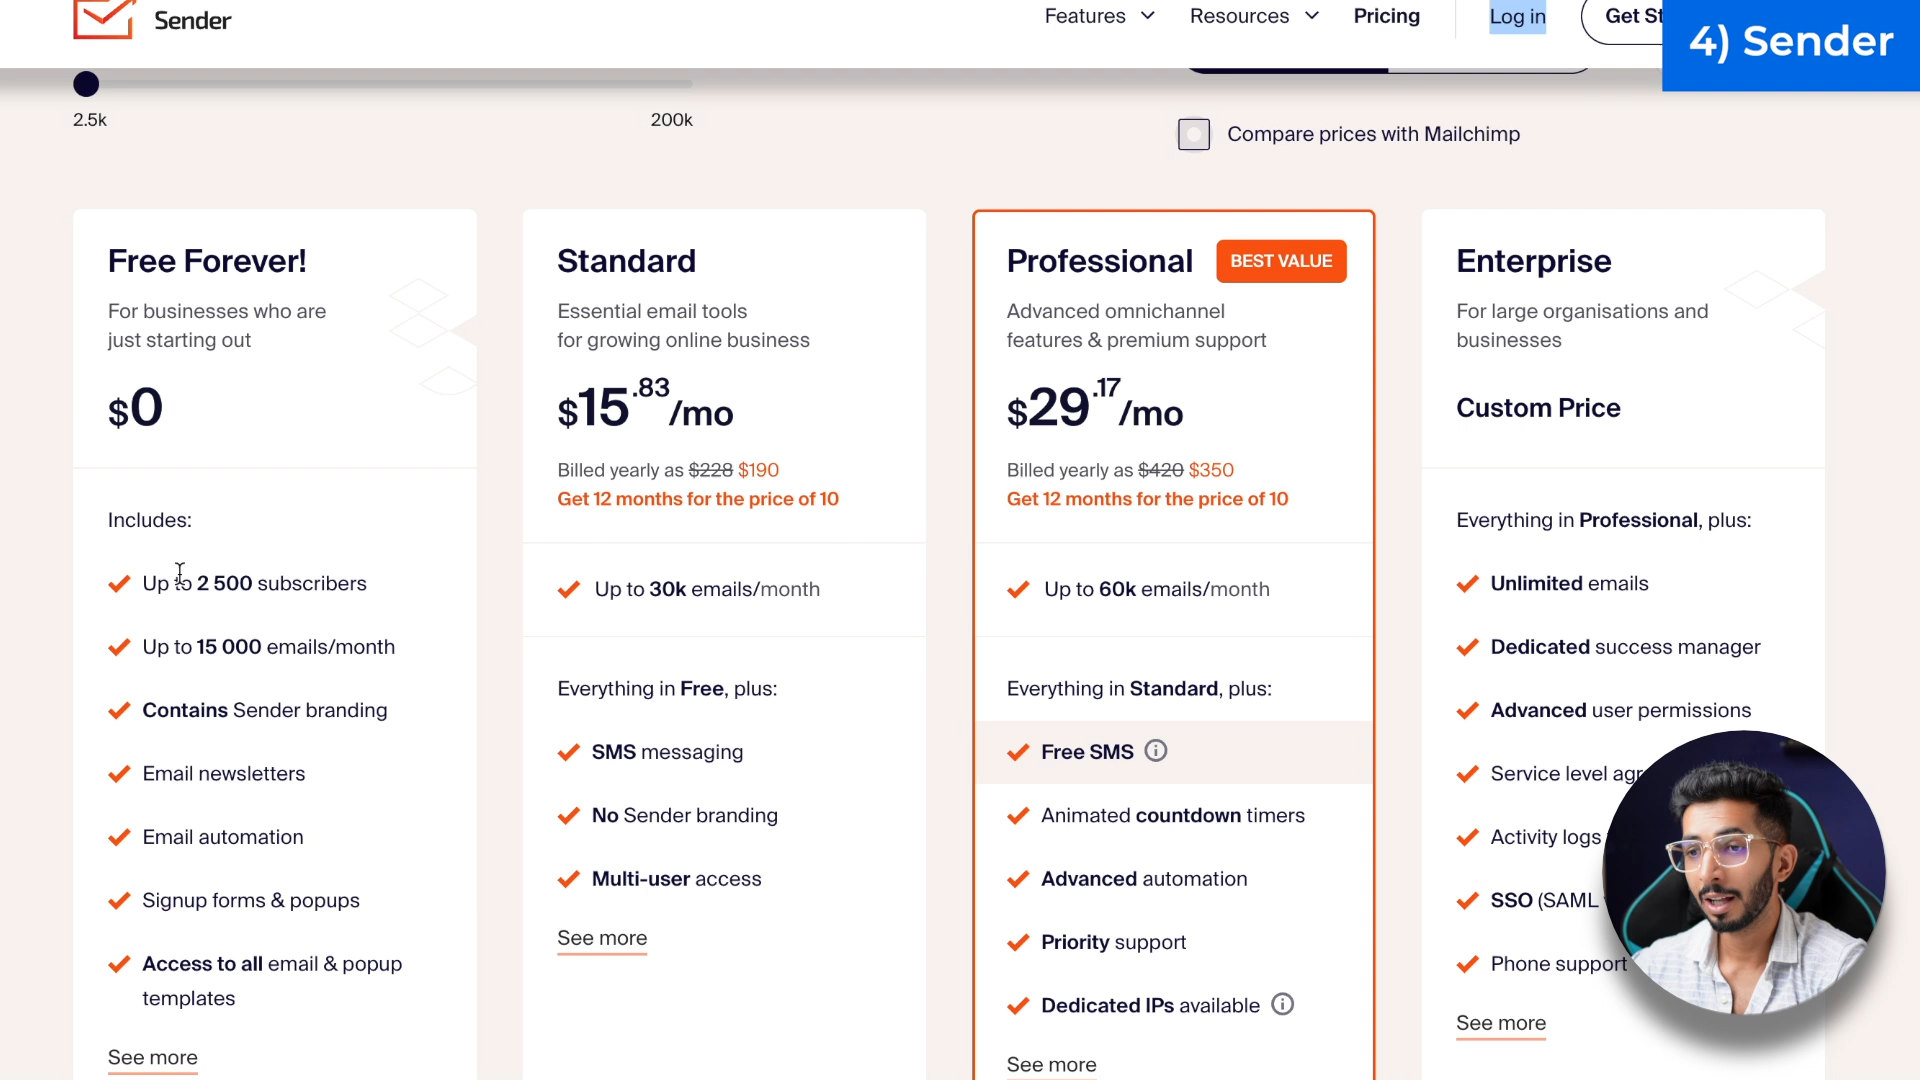 Sender
Features
Resources
Pricing
Log in
Get St
4) Sender
2.5k
200k
Compare prices with Mailchimp
Free Forever!
For businesses who are
just starting out
$0
Includes:
Up to 2 500 subscribers
Up to 15 000 emails/month
Contains Sender branding
Email newsletters
Email automation
Signup forms & popups
Access to all email & popup
templates
See more
Standard
Essential email tools
for growing online business
$15.83/mo
Billed yearly as $228 $190
Get 12 months for the price of 10
Up to 30k emails/month
Everything in Free, plus:
SMS messaging
No Sender branding
Multi-user access
See more
Professional
BEST VALUE
Advanced omnichannel
features & premium support
$29.17/mo
Billed yearly as $420 $350
Get 12 months for the price of 10
Up to 60k emails/month
Everything in Standard, plus:
Free SMS
Animated countdown timers
Advanced automation
Priority support
Dedicated IPs available
See more
Enterprise
For large organisations and
businesses
Custom Price
Everything in Professional, plus:
Unlimited emails
Dedicated success manager
Advanced user permissions
Service level agr
Activity logs
SSO (SAML
Phone support
See more